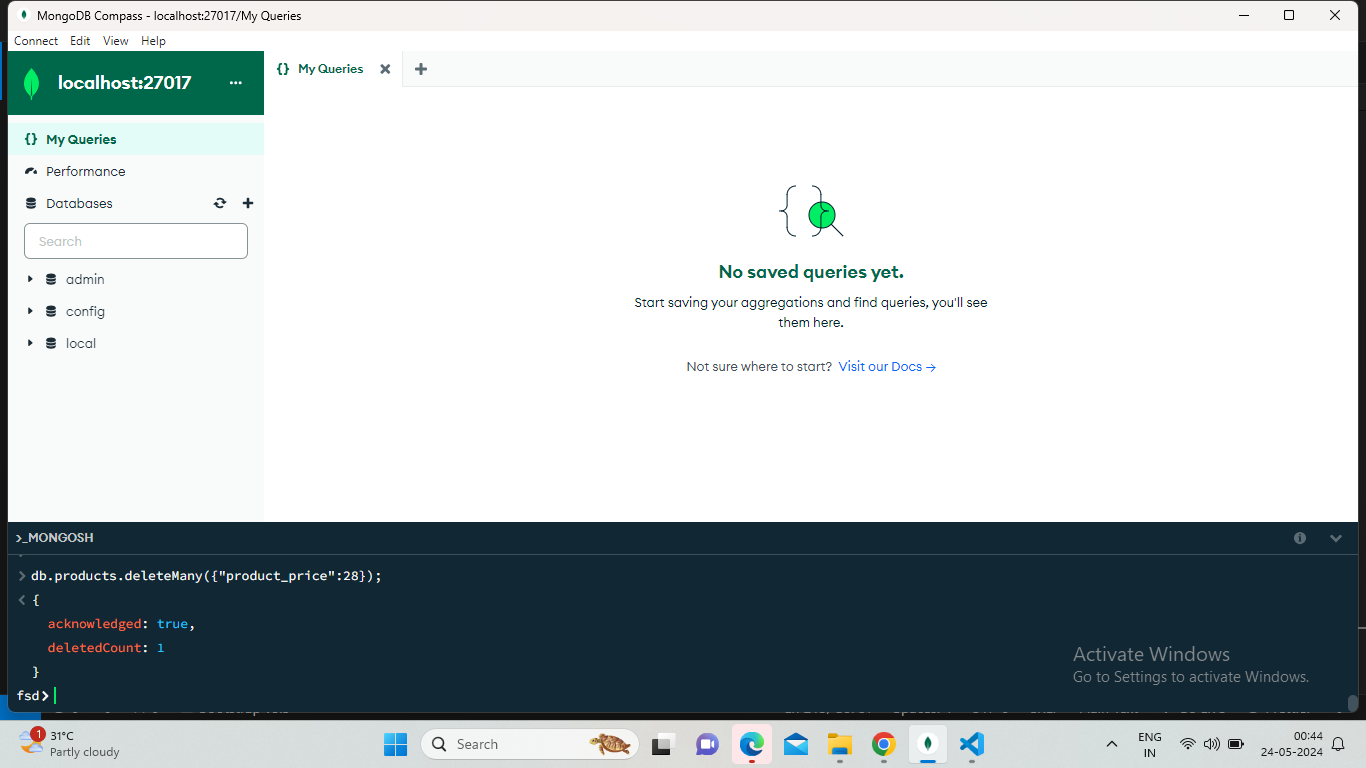 MongoDB Compass - localhost:27017/My Queries
Connect Edit View Help
localhost:27017 ...
{} My Queries
{} My Queries
Performance
Databases
Search
admin
config
local
No saved queries yet.
Start saving your aggregations and find queries, you'll see
them here.
Not sure where to start? Visit our Docs →
>_MONGOSH
> db.products.deleteMany({"product_price":28});
< {
acknowledged: true,
deletedCount: 1
}
fsd>
Activate Windows
Go to Settings to activate Windows.
1
31°C
Partly cloudy
Search
ENG
IN
00:44
24-05-2024